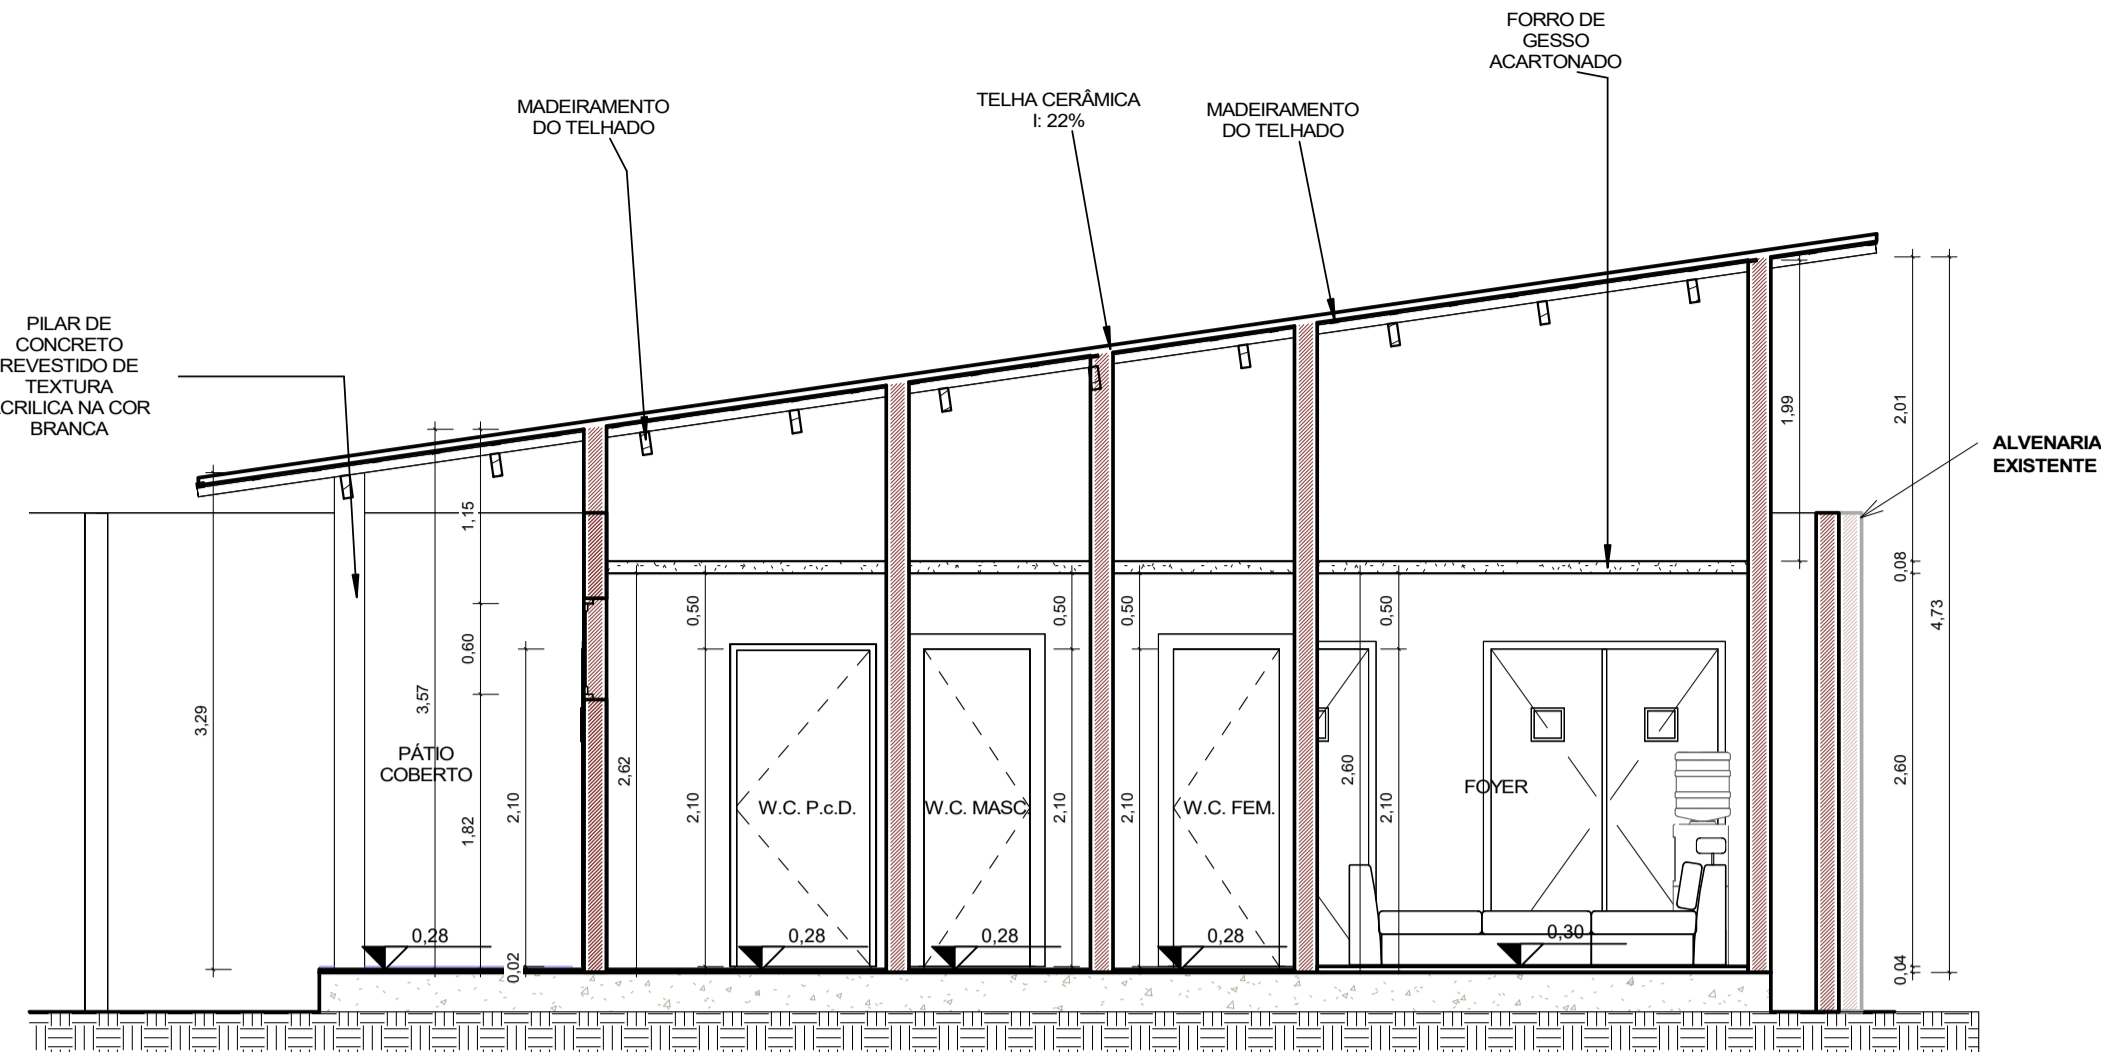 FORRO DE
GESSO
ACARTONADO
MADEIRAMENTO
DO TELHADO
TELHA CERÂMICA
I: 22%
MADEIRAMENTO
DO TELHADO
PILAR DE
CONCRETO
REVESTIDO DE
TEXTURA
ACRILICA NA COR
BRANCA
ALVENARIA
EXISTENTE
1,99
2,01
0,08
4,73
2,60
0,04
1,15
0,60
1,82
3,57
3,29
2,10
0,02
2,62
0,50
2,10
0,50
2,10
0,50
2,10
2,60
0,50
2,10
PÁTIO
COBERTO
W.C. P.c.D.
W.C. MASC
W.C. FEM.
FOYER
0,28
0,28
0,28
0,28
0,30